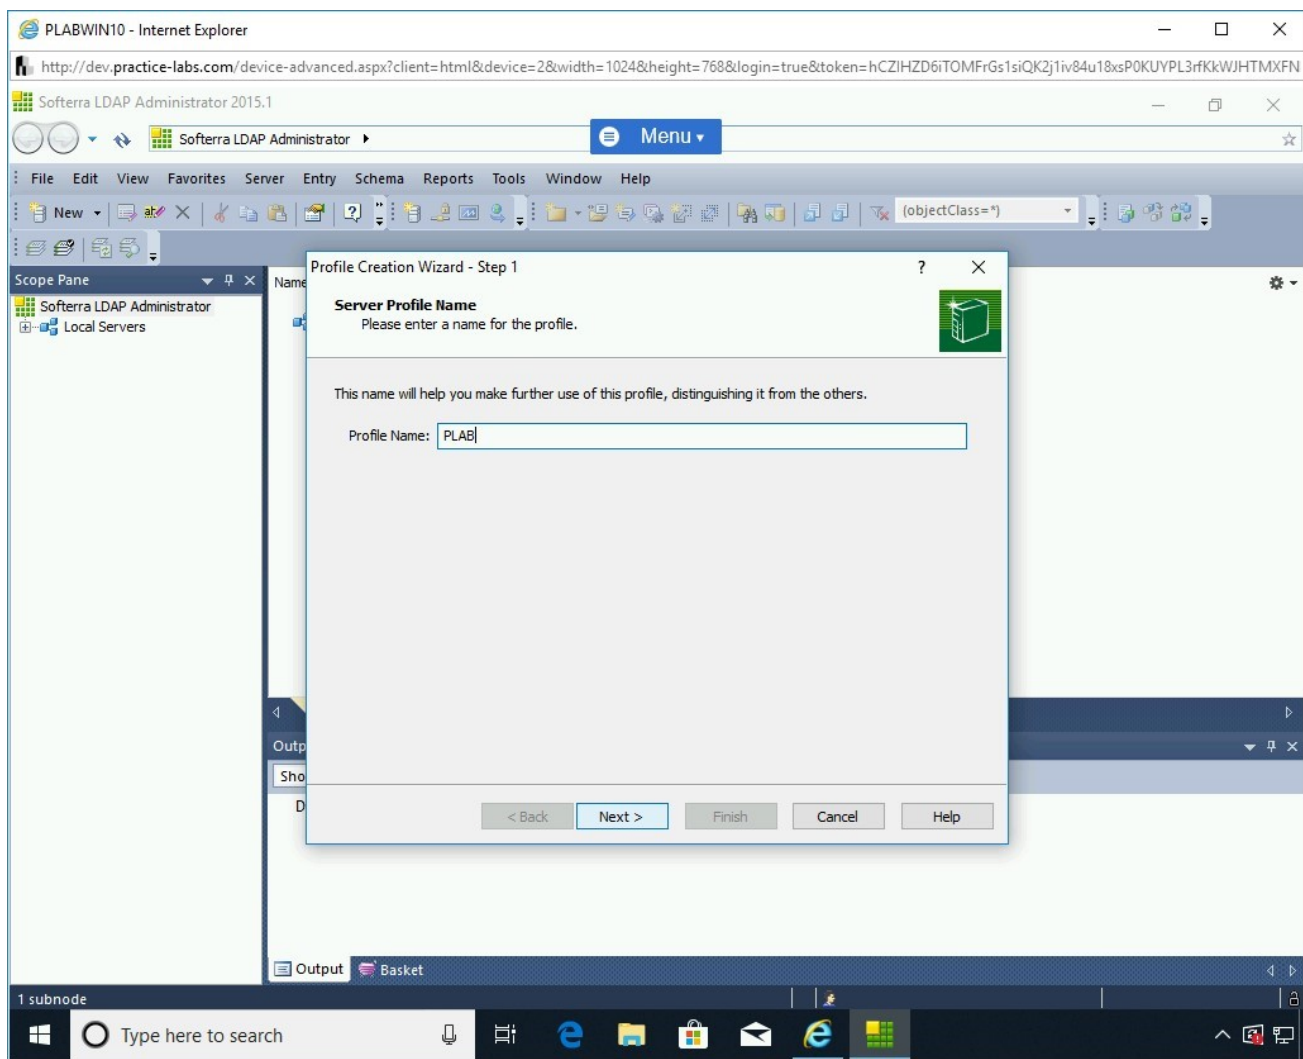 PLABWIN10 - Internet Explorer
http://dev.practice-labs.com/device-advanced.aspx?client=html&device=2&width=1024&height=768&login=true&token=hCZIHZD6iTOMFrGs1siQK2j1iv84u18xsP0KUYPL3rfKkWJHTMXFN
Softerra LDAP Administrator 2015.1
Softerra LDAP Administrator
Menu
File Edit View Favorites Server Entry Schema Reports Tools Window Help
New (objectClass=*)
Scope Pane
Name
Softerra LDAP Administrator
Local Servers
Profile Creation Wizard - Step 1
Server Profile Name
Please enter a name for the profile.
This name will help you make further use of this profile, distinguishing it from the others.
Profile Name: PLAB
Outp
Sho
D
< Back Next > Finish Cancel Help
Output Basket
1 subnode
Type here to search